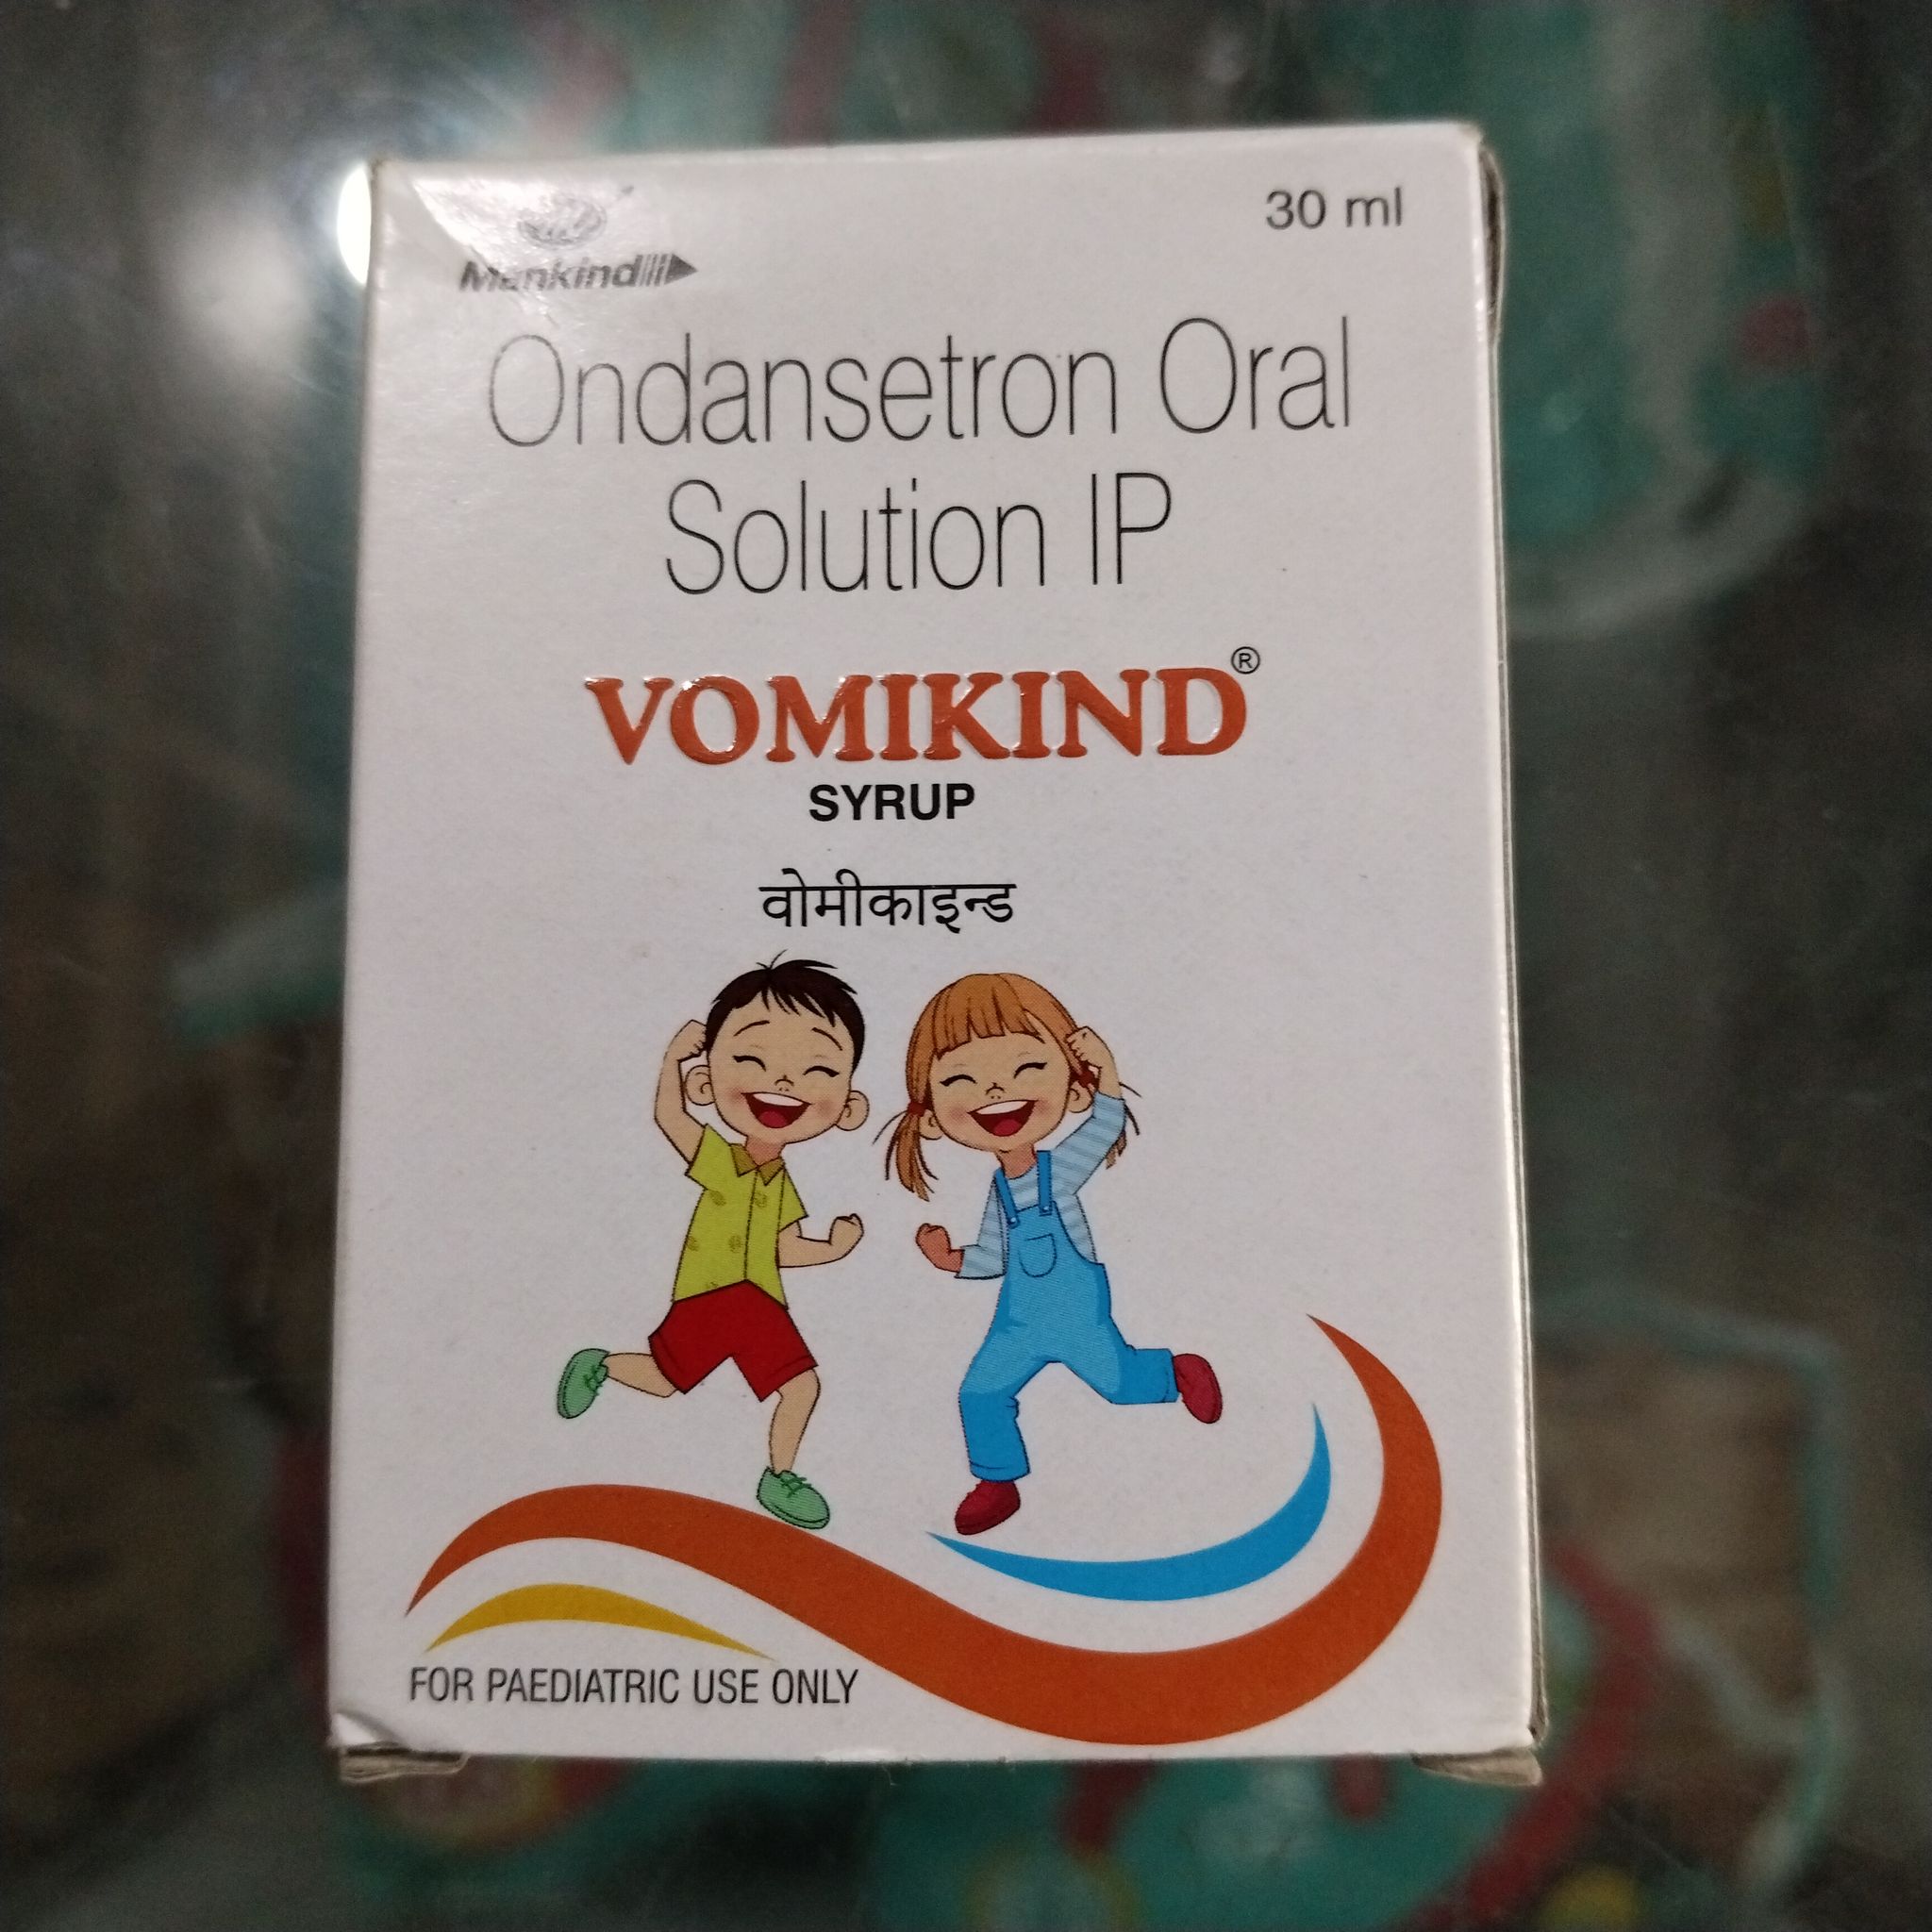 30 ml
Mankind
Ondansetron Oral
Solution IP
VOMIKIND®
SYRUP
वोमीकाइन्ड
FOR PAEDIATRIC USE ONLY